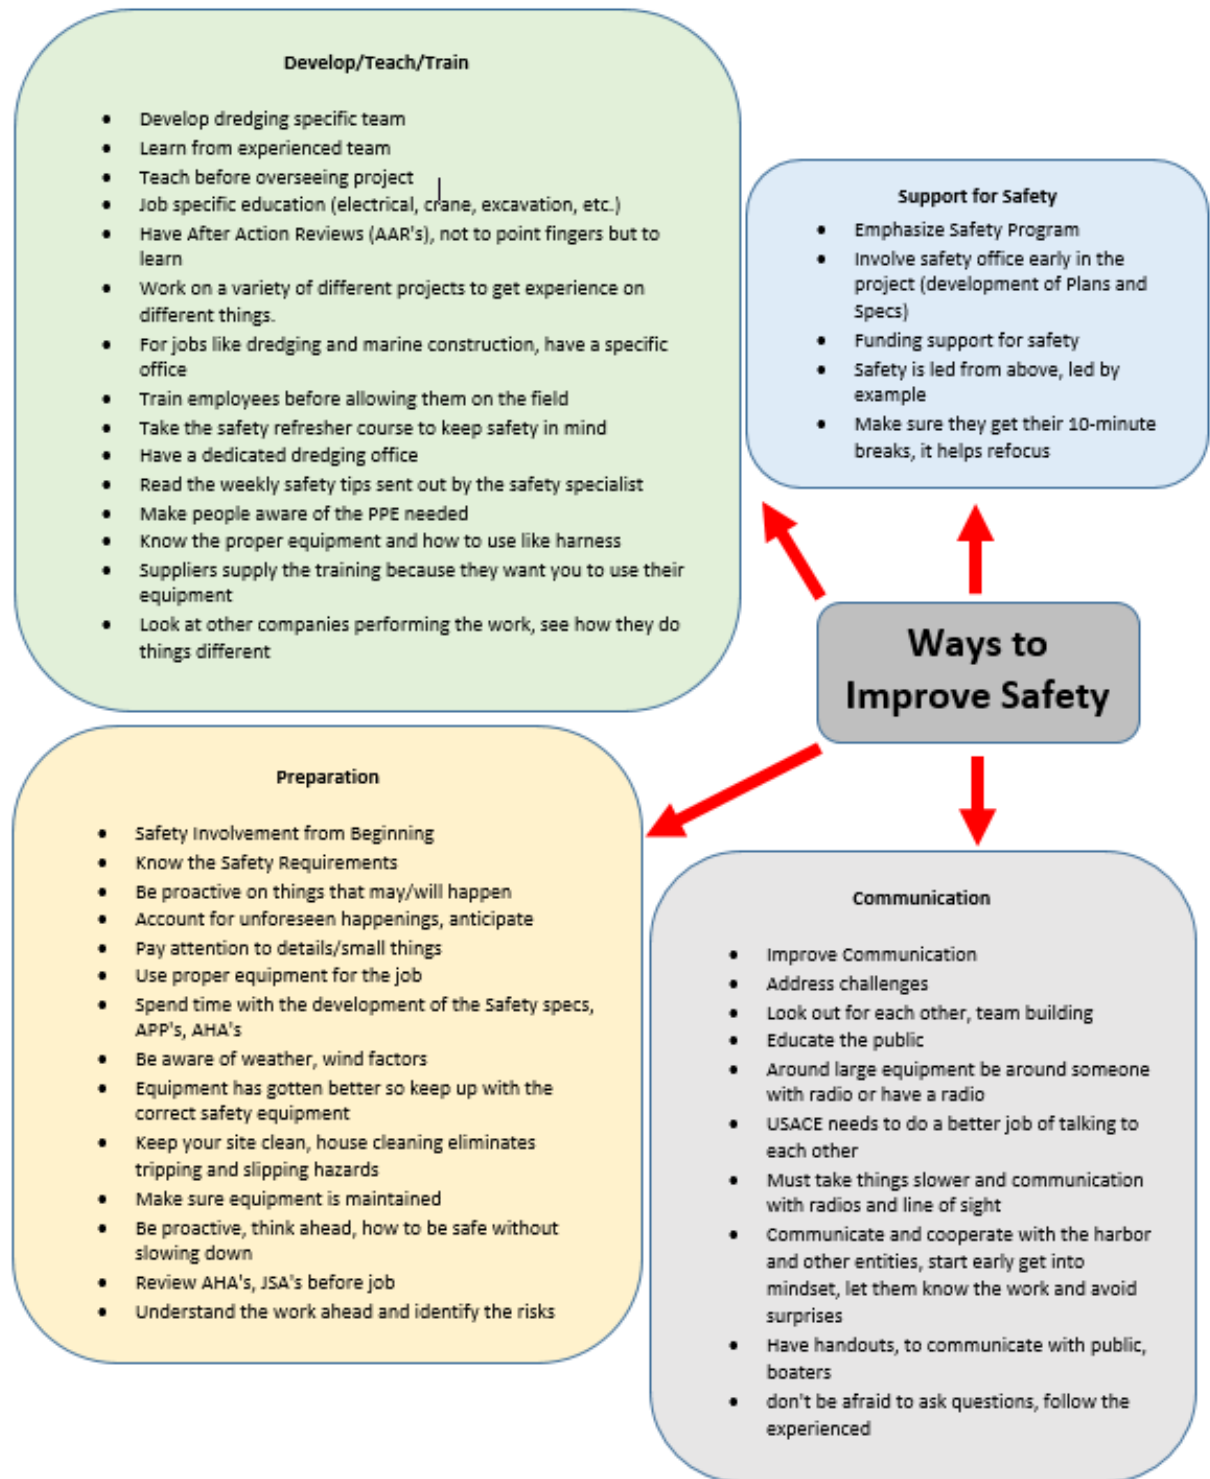 Develop/Teach/Train
• Develop dredging specific team
• Learn from experienced team
• Teach before overseeing project
• Job specific education (electrical, crane, excavation, etc.)
• Have After Action Reviews (AAR's), not to point fingers but to
learn
• Work on a variety of different projects to get experience on
different things.
• For jobs like dredging and marine construction, have a specific
office
• Train employees before allowing them on the field
• Take the safety refresher course to keep safety in mind
• Have a dedicated dredging office
• Read the weekly safety tips sent out by the safety specialist
• Make people aware of the PPE needed
• Know the proper equipment and how to use like harness
• Suppliers supply the training because they want you to use their
equipment
• Look at other companies performing the work, see how they do
things different
Support for Safety
• Emphasize Safety Program
• Involve safety office early in the
project (development of Plans and
Specs)
• Funding support for safety
• Safety is led from above, led by
example
• Make sure they get their 10-minute
breaks, it helps refocus
Ways to
Improve Safety
Preparation
• Safety Involvement from Beginning
• Know the Safety Requirements
• Be proactive on things that may/will happen
• Account for unforeseen happenings, anticipate
• Pay attention to details/small things
• Use proper equipment for the job
• Spend time with the development of the Safety specs,
APP's, AHA's
• Be aware of weather, wind factors
• Equipment has gotten better so keep up with the
correct safety equipment
• Keep your site clean, house cleaning eliminates
tripping and slipping hazards
• Make sure equipment is maintained
• Be proactive, think ahead, how to be safe without
slowing down
• Review AHA's, JSA's before job
• Understand the work ahead and identify the risks
Communication
• Improve Communication
• Address challenges
• Look out for each other, team building
• Educate the public
• Around large equipment be around someone
with radio or have a radio
• USACE needs to do a better job of talking to
each other
• Must take things slower and communication
with radios and line of sight
• Communicate and cooperate with the harbor
and other entities, start early get into
mindset, let them know the work and avoid
surprises
• Have handouts, to communicate with public,
boaters
• don't be afraid to ask questions, follow the
experienced